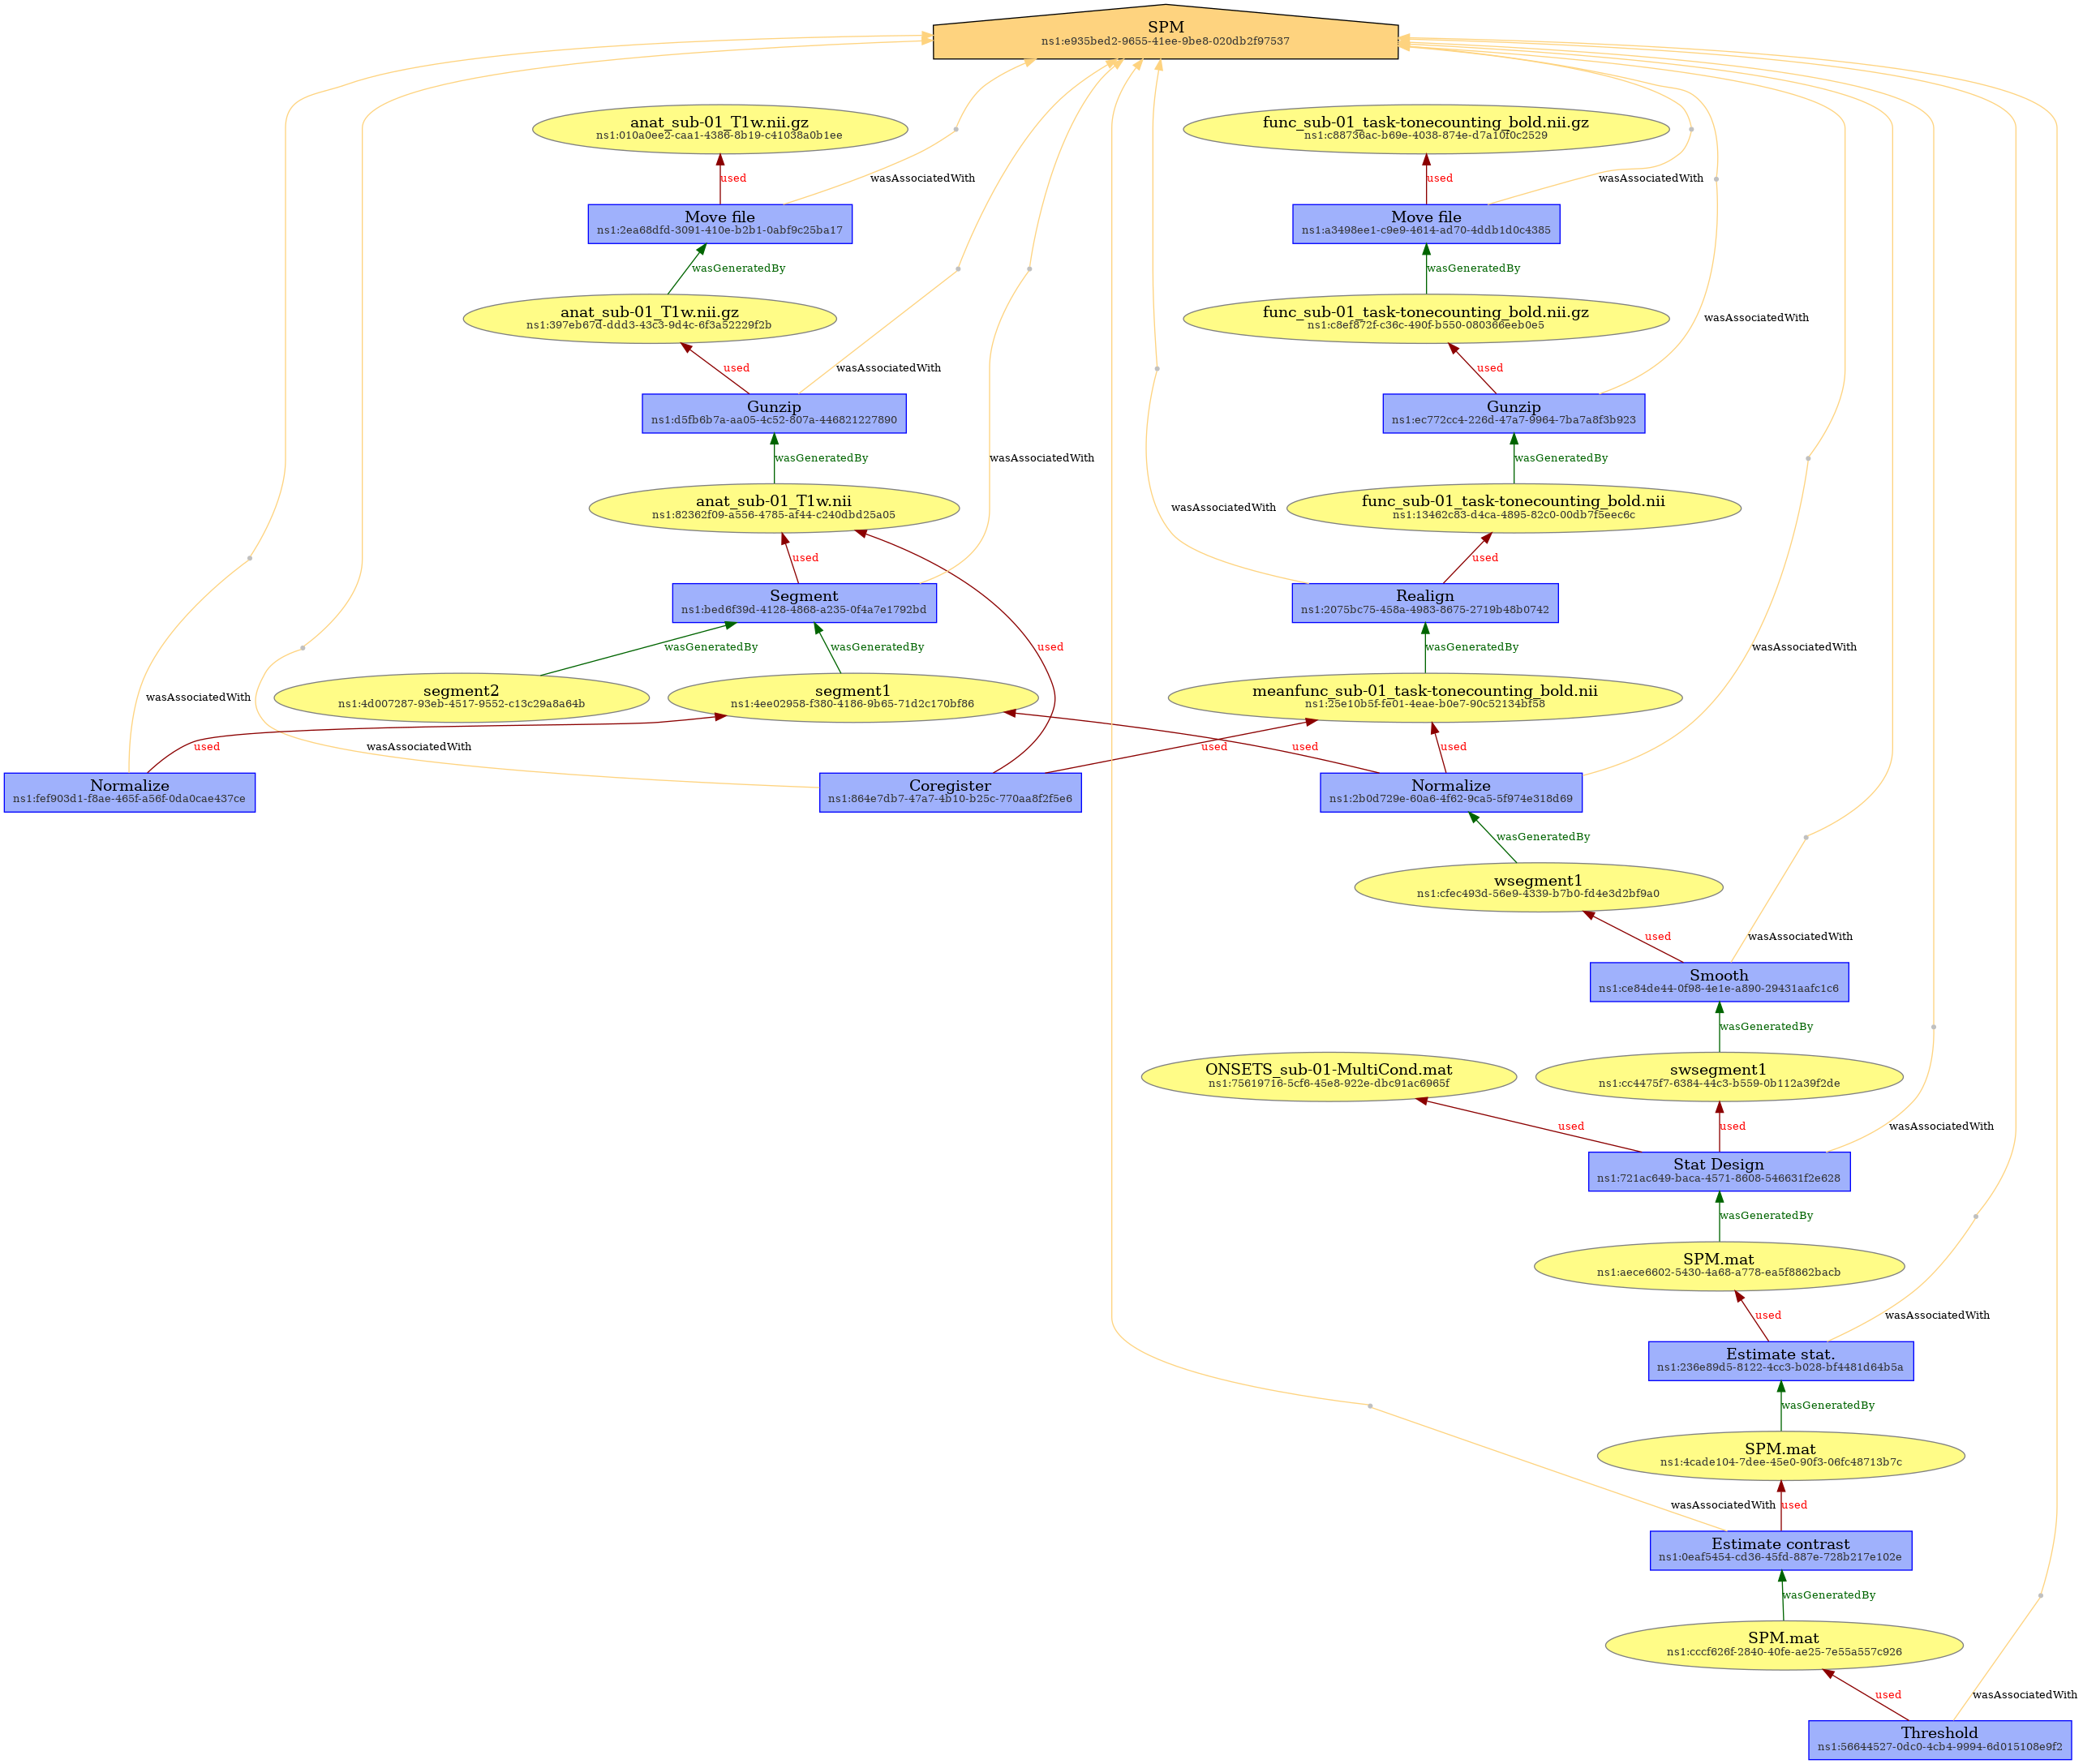 SPM
ns1:e935bed2-9655-41ee-9be8-020db2f97537
anat_sub-01_T1w.nii.gz
ns1:010a0ee2-caa1-4386-8b19-c41038a0b1ee
func_sub-01_task-tonecounting_bold.nii.gz
ns1:c88736ac-b69e-4038-874e-d7a10f0c2529
used
wasAssociatedWith
used
wasAssociatedWith
Move file
ns1:2ea68dfd-3091-410e-b2b1-0abf9c25ba17
Move file
ns1:a3498ee1-c9e9-4614-ad70-4ddb1d0c4385
wasGeneratedBy
wasGeneratedBy
anat_sub-01_T1w.nii.gz
ns1:397eb67d-ddd3-43c3-9d4c-6f3a52229f2b
func_sub-01_task-tonecounting_bold.nii.gz
ns1:c8ef872f-c36c-490f-b550-080366eeb0e5
wasAssociatedWith
used
wasAssociatedWith
used
Gunzip
ns1:d5fb6b7a-aa05-4c52-807a-446821227890
Gunzip
ns1:ec772cc4-226d-47a7-9964-7ba7a8f3b923
wasGeneratedBy
wasAssociatedWith
wasGeneratedBy
anat_sub-01_T1w.nii
ns1:82362f09-a556-4785-af44-c240dbd25a05
wasAssociatedWith
func_sub-01_task-tonecounting_bold.nii
ns1:13462c83-d4ca-4895-82c0-00db7f5eec6c
used
used
Segment
ns1:bed6f39d-4128-4868-a235-0f4a7e1792bd
Realign
ns1:2075bc75-458a-4983-8675-2719b48b0742
wasGeneratedBy
wasGeneratedBy
used
wasGeneratedBy
wasAssociatedWith
segment2
ns1:4d007287-93eb-4517-9552-c13c29a8a64b
segment1
ns1:4ee02958-f380-4186-9b65-71d2c170bf86
meanfunc_sub-01_task-tonecounting_bold.nii
ns1:25e10b5f-fe01-4eae-b0e7-90c52134bf58
wasAssociatedWith
used
wasAssociatedWith
used
used
used
Normalize
ns1:fef903d1-f8ae-465f-a56f-0da0cae437ce
Coregister
ns1:864e7db7-47a7-4b10-b25c-770aa8f2f5e6
Normalize
ns1:2b0d729e-60a6-4f62-9ca5-5f974e318d69
wasGeneratedBy
wsegment1
ns1:cfec493d-56e9-4339-b7b0-fd4e3d2bf9a0
used
wasAssociatedWith
Smooth
ns1:ce84de44-0f98-4e1e-a890-29431aafc1c6
wasGeneratedBy
ONSETS_sub-01-MultiCond.mat
ns1:75619716-5cf6-45e8-922e-dbc91ac6965f
swsegment1
ns1:cc4475f7-6384-44c3-b559-0b112a39f2de
used
used
wasAssociatedWith
Stat Design
ns1:721ac649-baca-4571-8608-546631f2e628
wasGeneratedBy
SPM.mat
ns1:aece6602-5430-4a68-a778-ea5f8862bacb
used
wasAssociatedWith
Estimate stat.
ns1:236e89d5-8122-4cc3-b028-bf4481d64b5a
wasGeneratedBy
SPM.mat
ns1:4cade104-7dee-45e0-90f3-06fc48713b7c
wasAssociatedWith
used
Estimate contrast
ns1:0eaf5454-cd36-45fd-887e-728b217e102e
wasGeneratedBy
SPM.mat
ns1:cccf626f-2840-40fe-ae25-7e55a557c926
used
wasAssociatedWith
Threshold
ns1:56644527-0dc0-4cb4-9994-6d015108e9f2